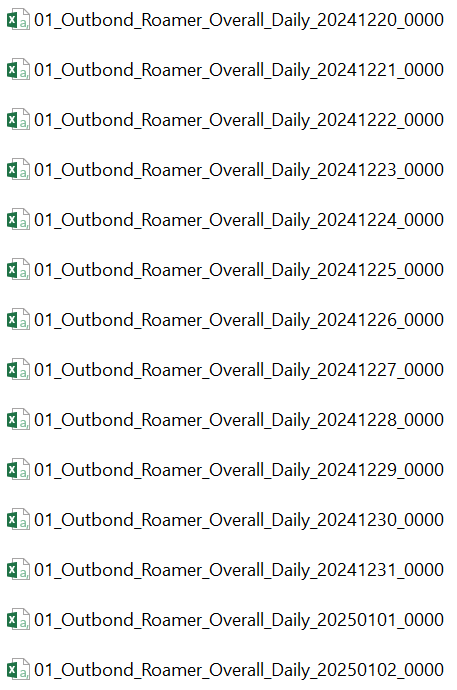 01_Outbond_Roamer_Overall_Daily_20241220_0000
01_Outbond_Roamer_Overall_Daily_20241221_0000
01_Outbond_Roamer_Overall_Daily_20241222_0000
01_Outbond_Roamer_Overall_Daily_20241223_0000
01_Outbond_Roamer_Overall_Daily_20241224_0000
01_Outbond_Roamer_Overall_Daily_20241225_0000
01_Outbond_Roamer_Overall_Daily_20241226_0000
01_Outbond_Roamer_Overall_Daily_20241227_0000
01_Outbond_Roamer_Overall_Daily_20241228_0000
01_Outbond_Roamer_Overall_Daily_20241229_0000
01_Outbond_Roamer_Overall_Daily_20241230_0000
01_Outbond_Roamer_Overall_Daily_20241231_0000
01_Outbond_Roamer_Overall_Daily_20250101_0000
01_Outbond_Roamer_Overall_Daily_20250102_0000